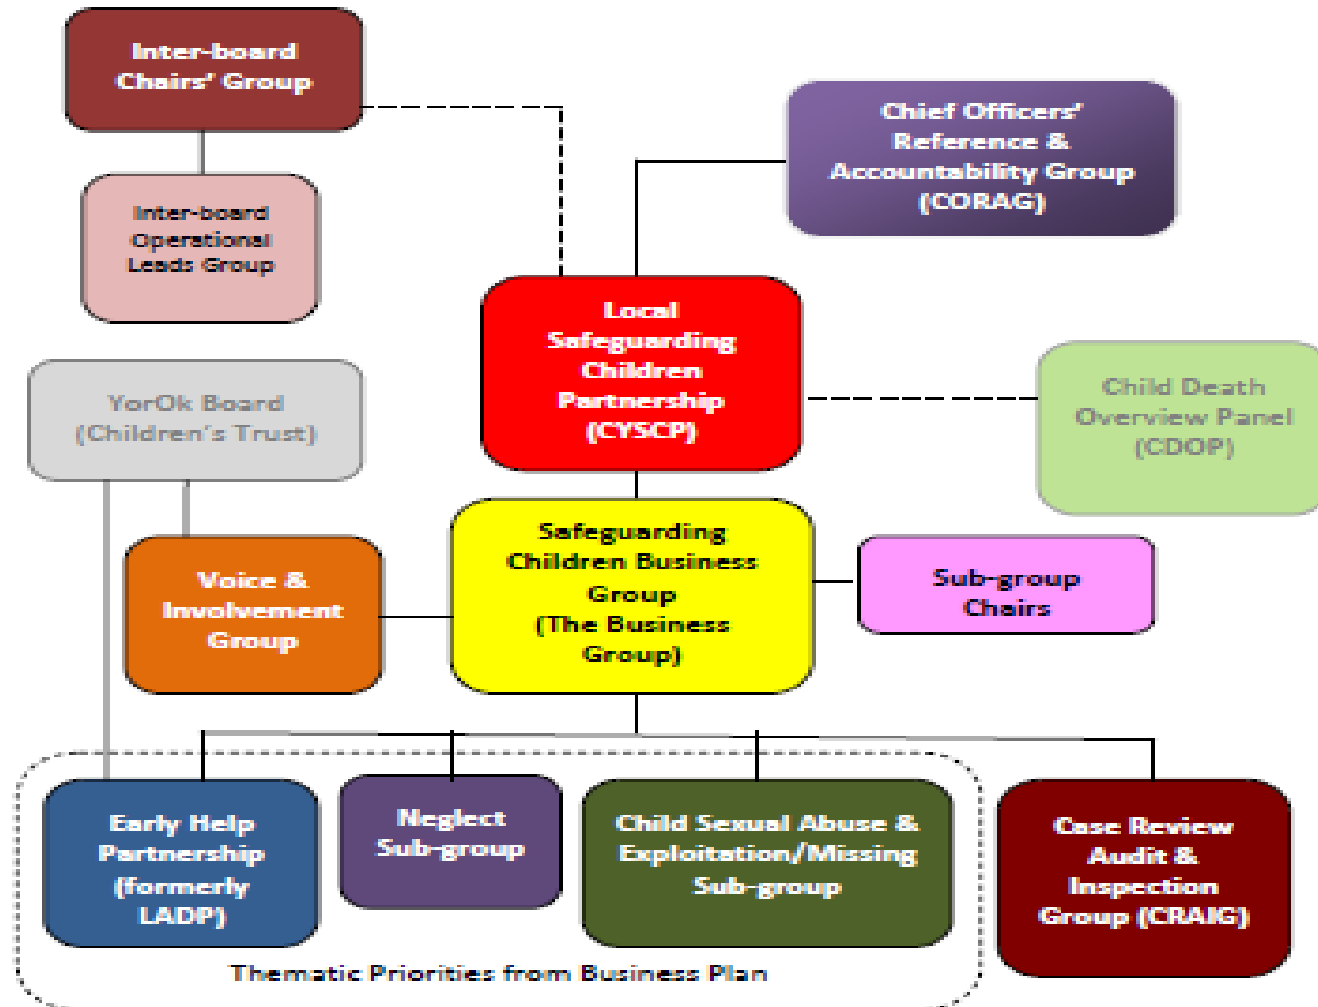 Inter-board
Chairs' Group
Chief Officers'
Reference &
Accountability Group
(CORAG)
Inter-board
Operational
Leads Group
Local
Safeguarding
Children
Partnership
(CYSCP)
YorOk Board
(Children's Trust)
Child Death
Overview Panel
(CDOP)
Safeguarding
Children Business
Group
(The Business
Group)
Voice &
Involvement
Group
Sub-group
Chairs
Early Help
Partnership
(formerly
LADP)
Neglect
Sub-group
Child Sexual Abuse &
Exploitation/Missing
Sub-group
Case Review
Audit &
Inspection
Group (CRAIG)
Thematic Priorities from Business Plan